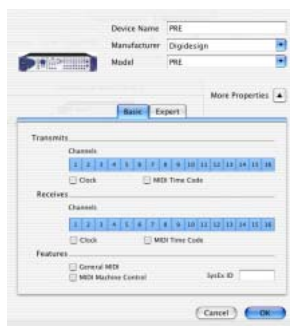 Device Name PRE
Manufacturer Digidesign
Model PRE
More Properties
Basic Expert
Transmits
Channels
1 2 3 4 5 6 7 8 9 10 11 12 13 14 15 16
Clock MIDI Time Code
Receives
Channels
1 2 3 4 5 6 7 8 9 10 11 12 13 14 15 16
Clock MIDI Time Code
Features
General MIDI
MIDI Machine Control SysEx ID
Cancel OK